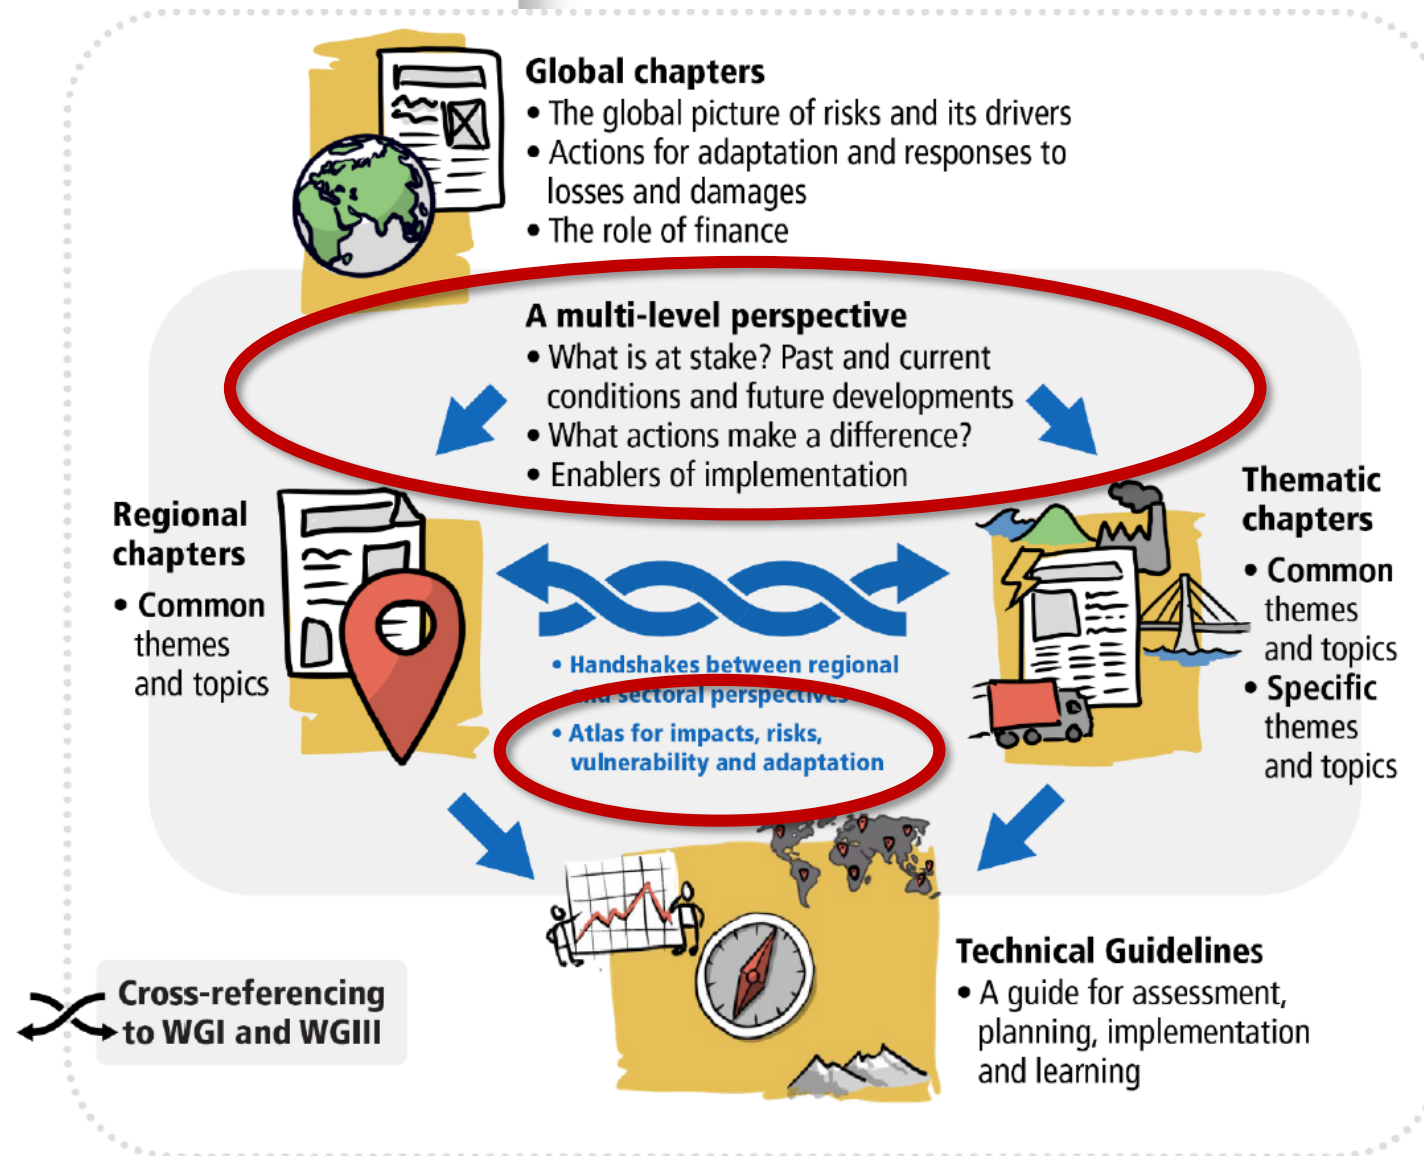 Global chapters
• The global picture of risks and its drivers
• Actions for adaptation and responses to
losses and damages
• The role of finance
A multi-level perspective
• What is at stake? Past and current
conditions and future developments
• What actions make a difference?
• Enablers of implementation
Regional
chapters
• Common
themes
and topics
Thematic
chapters
• Common
themes
and topics
• Specific
themes
and topics
• Handshakes between regional
and sectoral perspectives
• Atlas for impacts, risks,
vulnerability and adaptation
Technical Guidelines
• A guide for assessment,
planning, implementation
and learning
Cross-referencing
to WGI and WGIII